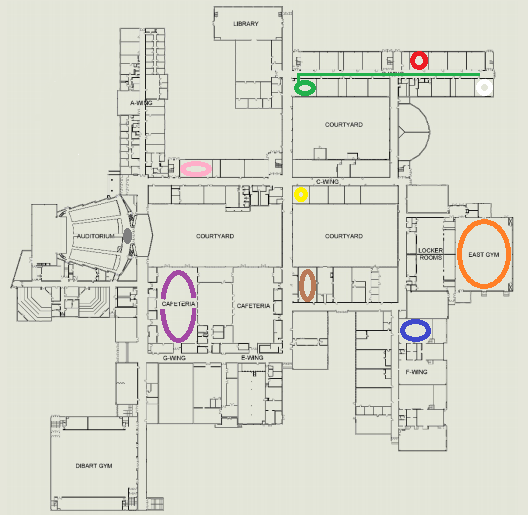 LIBRARY
A-WING
COURTYARD
C-WING
AUDITORIUM
COURTYARD
COURTYARD
LOCKER
ROOMS
EAST GYM
CAFETERIA
CAFETERIA
G-WING
E-WING
F-WING
DIBART GYM